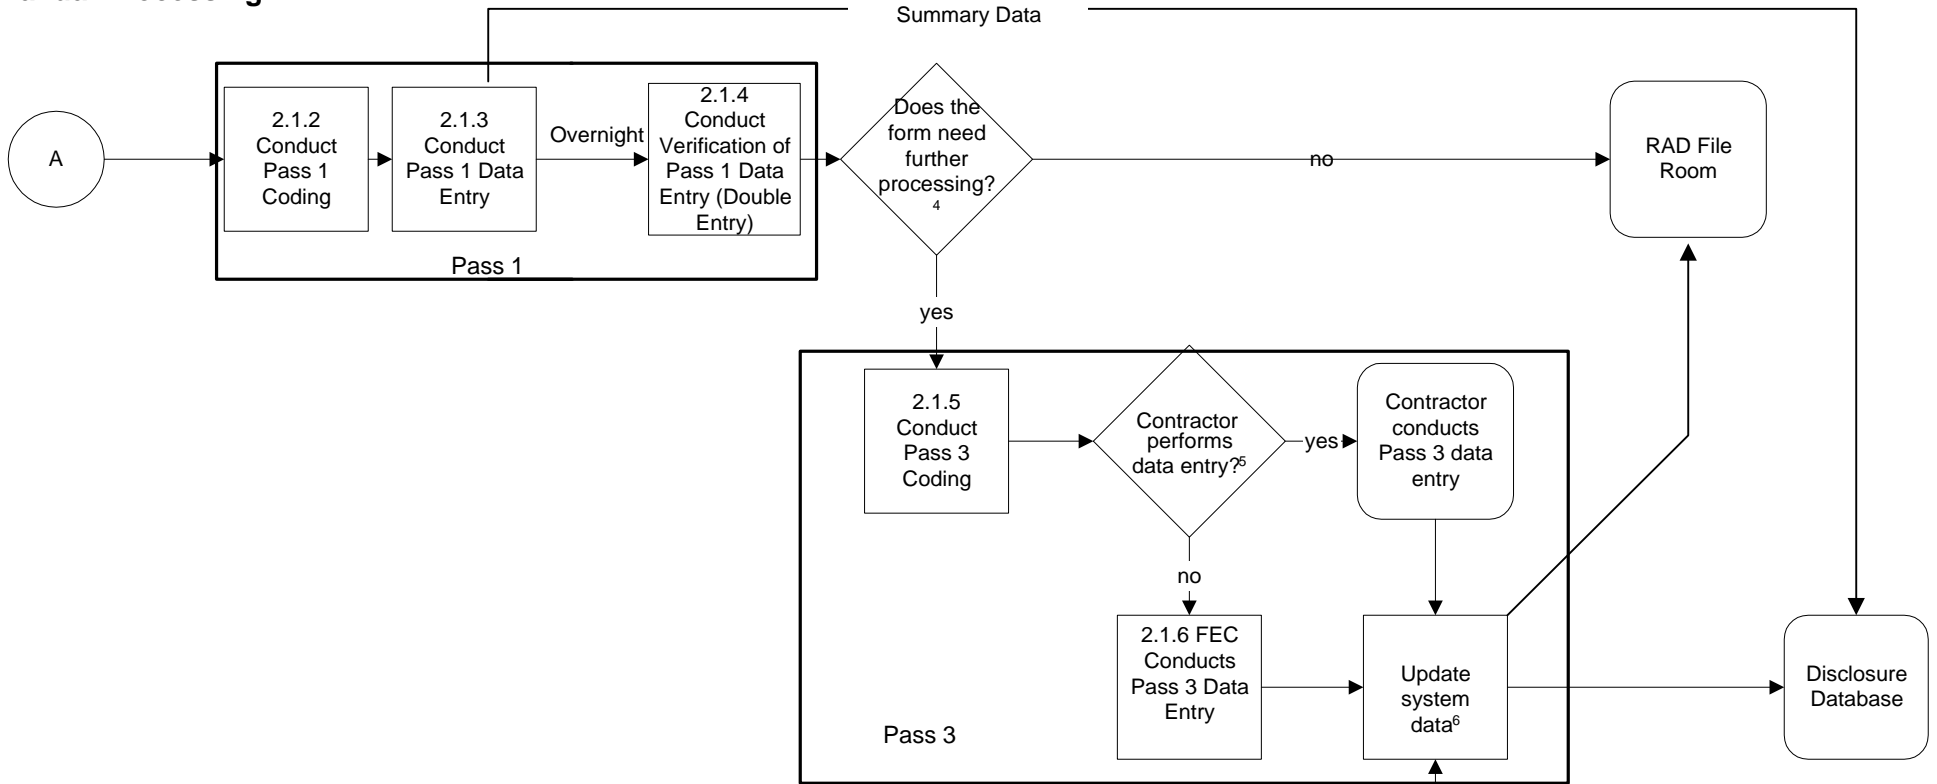 Summary Data
A
2.1.2
Conduct
Pass 1
Coding
2.1.3
Conduct
Pass 1 Data
Entry
Overnight
2.1.4
Conduct
Verification of
Pass 1 Data
Entry (Double
Entry)
Pass 1
Does the
form need
further
processing?
4
no
RAD File
Room
yes
2.1.5
Conduct
Pass 3
Coding
Contractor
performs
data entry?5
yes
Contractor
conducts
Pass 3 data
entry
no
2.1.6 FEC
Conducts
Pass 3 Data
Entry
Update
system
data6
Disclosure
Database
Pass 3